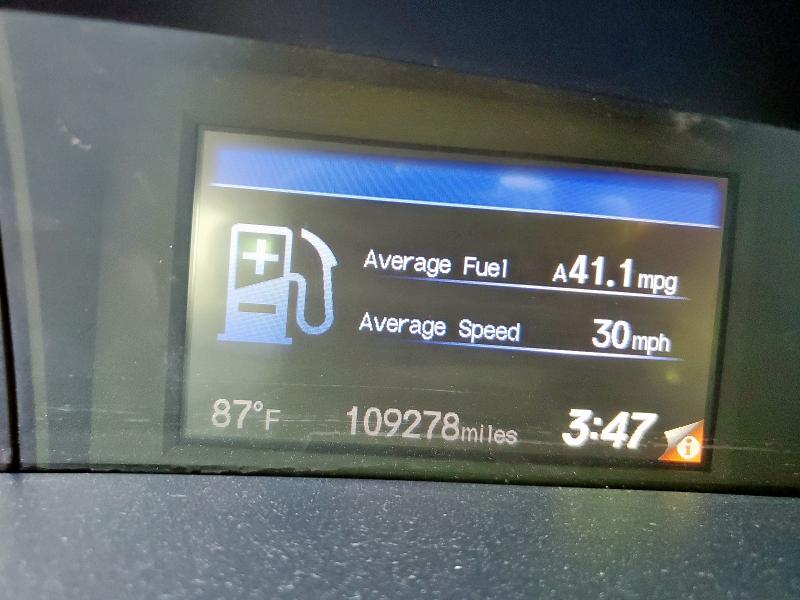 Average Fuel A41.1mpg
Average Speed 30mph
87°F 109278miles 3:47 i